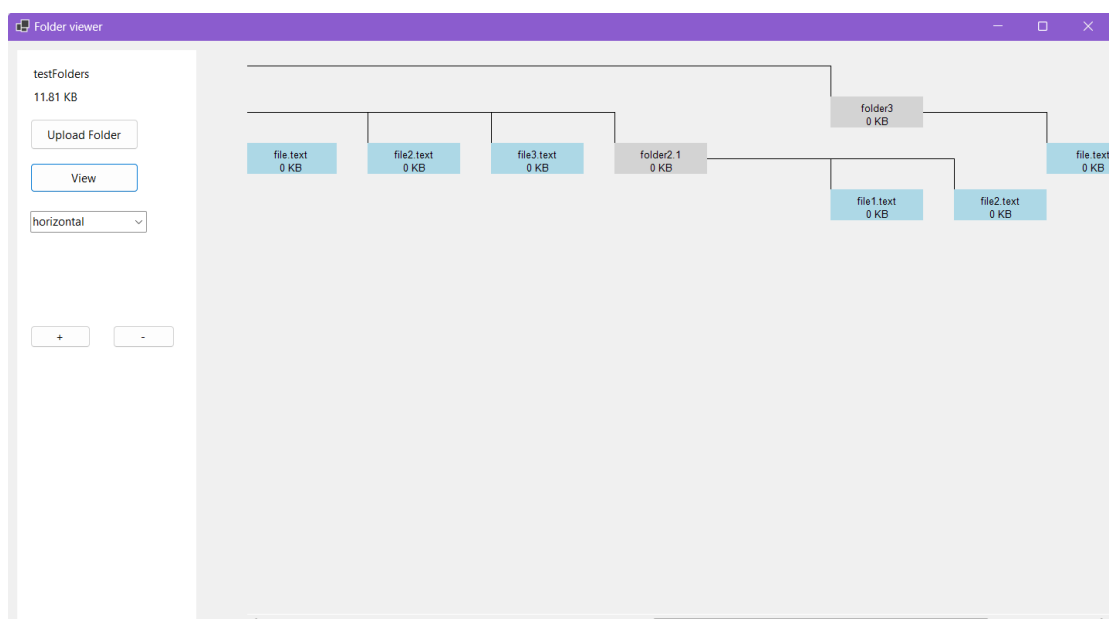 Folder viewer
testFolders
11.81 KB
Upload Folder
View
horizontal
+
-
folder3
0 KB
file.text
0 KB
file2.text
0 KB
file3.text
0 KB
folder2.1
0 KB
file.text
0 KB
file1.text
0 KB
file2.text
0 KB